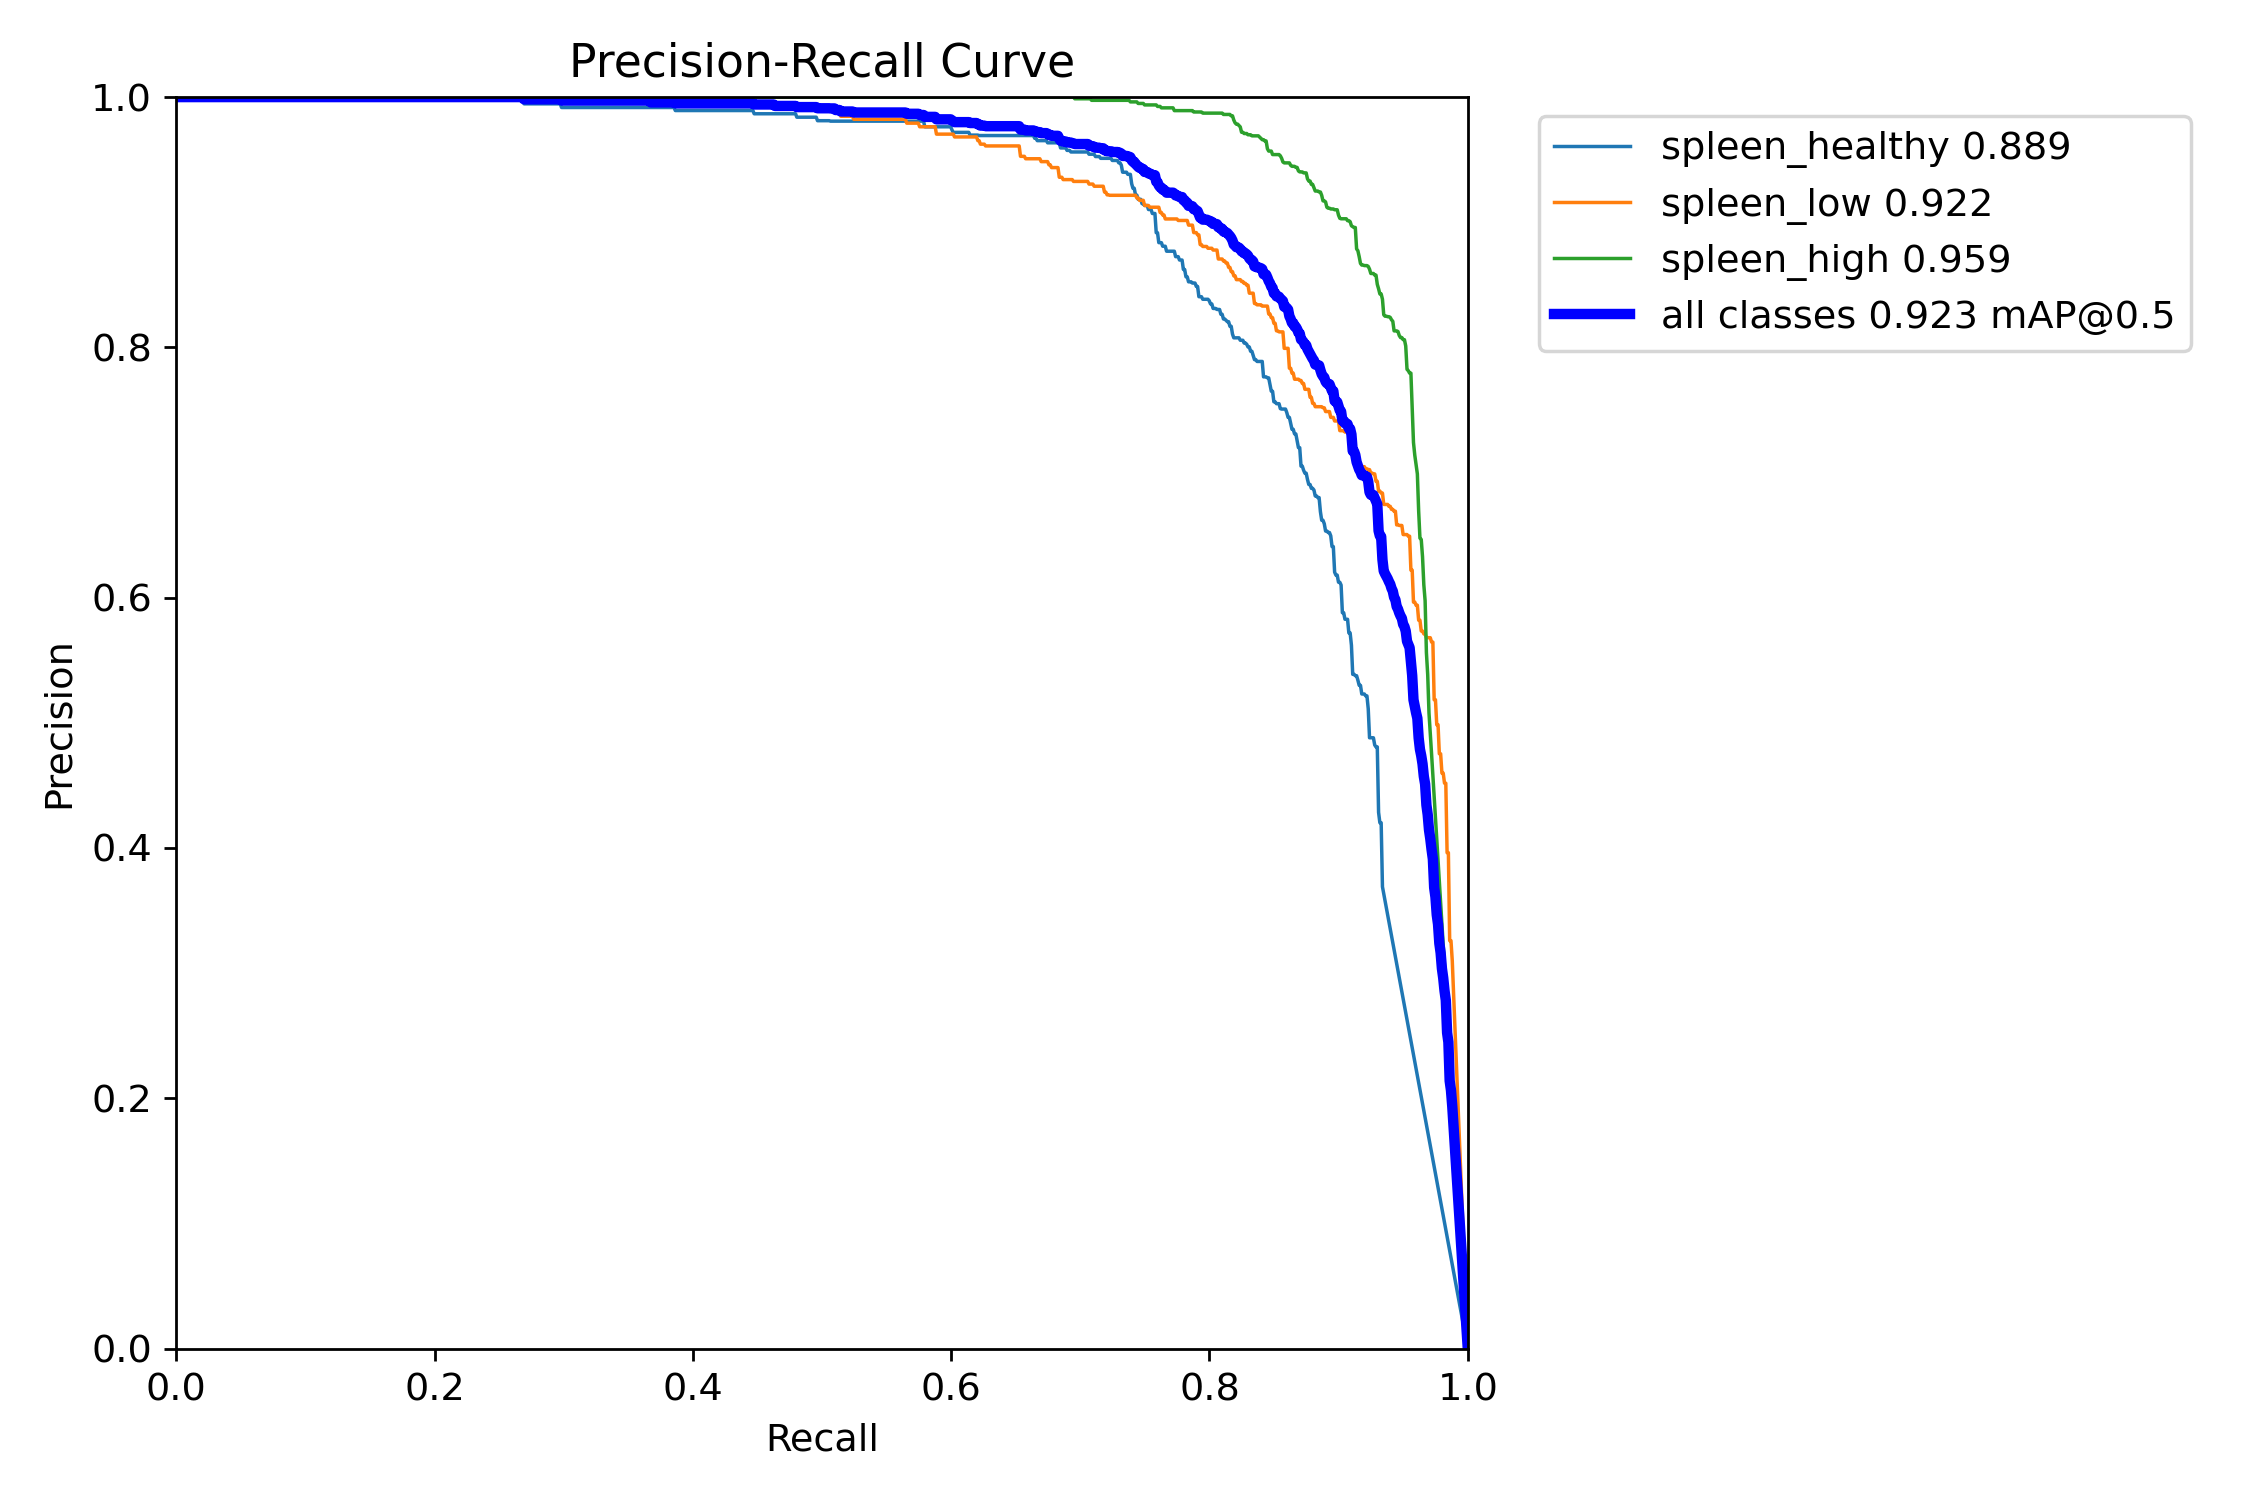 Precision-Recall Curve
1.0
0.8
0.6
0.4
0.2
0.0
Precision
0.0 0.2 0.4 0.6 0.8 1.0
Recall
spleen_healthy 0.889
spleen_low 0.922
spleen_high 0.959
all classes 0.923 mAP@0.5